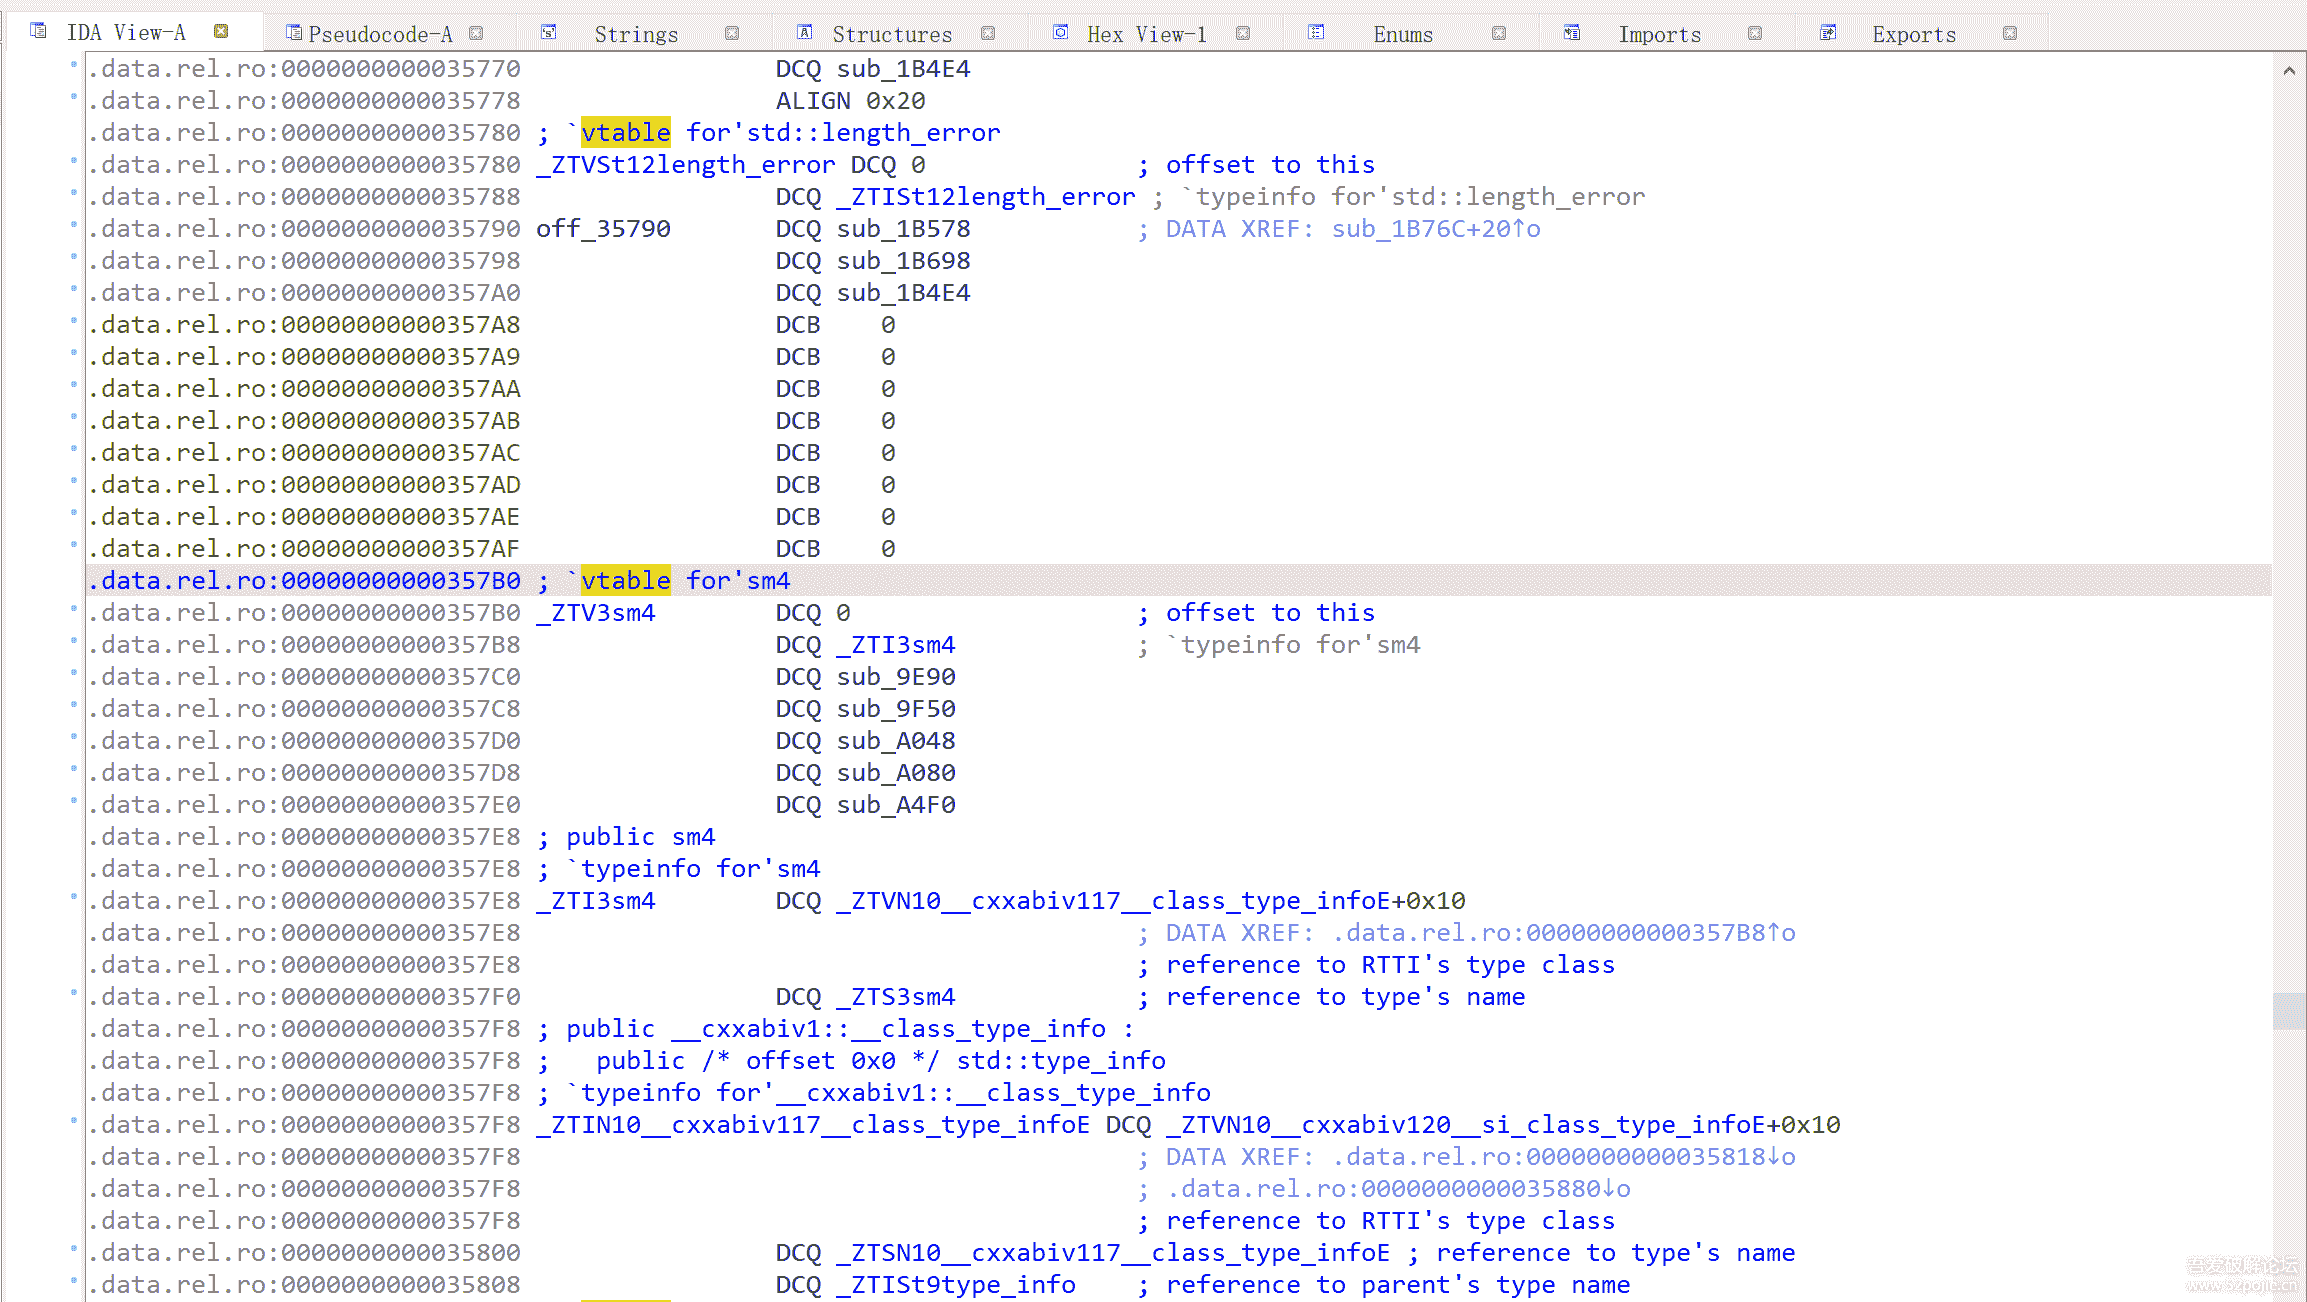 IDA View-A Pseudocode-A Strings Structures Hex View-1 Enums Imports Exports
.data.rel.ro:0000000000035770 DCQ sub_1B4E4
.data.rel.ro:0000000000035778 ALIGN 0x20
.data.rel.ro:0000000000035780 ; `vtable for'std::length_error
.data.rel.ro:0000000000035780 _ZTVSt12length_error DCQ 0 ; offset to this
.data.rel.ro:0000000000035788 DCQ _ZTISt12length_error ; `typeinfo for'std::length_error
.data.rel.ro:0000000000035790 off_35790 DCQ sub_1B578 ; DATA XREF: sub_1B76C+20↑o
.data.rel.ro:0000000000035798 DCQ sub_1B698
.data.rel.ro:00000000000357A0 DCQ sub_1B4E4
.data.rel.ro:00000000000357A8 DCB 0
.data.rel.ro:00000000000357A9 DCB 0
.data.rel.ro:00000000000357AA DCB 0
.data.rel.ro:00000000000357AB DCB 0
.data.rel.ro:00000000000357AC DCB 0
.data.rel.ro:00000000000357AD DCB 0
.data.rel.ro:00000000000357AE DCB 0
.data.rel.ro:00000000000357AF DCB 0
.data.rel.ro:00000000000357B0 ; `vtable for'sm4
.data.rel.ro:00000000000357B0 _ZTV3sm4 DCQ 0 ; offset to this
.data.rel.ro:00000000000357B8 DCQ _ZTI3sm4 ; `typeinfo for'sm4
.data.rel.ro:00000000000357C0 DCQ sub_9E90
.data.rel.ro:00000000000357C8 DCQ sub_9F50
.data.rel.ro:00000000000357D0 DCQ sub_A048
.data.rel.ro:00000000000357D8 DCQ sub_A080
.data.rel.ro:00000000000357E0 DCQ sub_A4F0
.data.rel.ro:00000000000357E8 ; public sm4
.data.rel.ro:00000000000357E8 ; `typeinfo for'sm4
.data.rel.ro:00000000000357E8 _ZTI3sm4 DCQ _ZTVN10__cxxabiv117__class_type_infoE+0x10
.data.rel.ro:00000000000357E8 ; DATA XREF: .data.rel.ro:00000000000357B8↑o
.data.rel.ro:00000000000357E8 ; reference to RTTI's type class
.data.rel.ro:00000000000357F0 DCQ _ZTS3sm4 ; reference to type's name
.data.rel.ro:00000000000357F8 ; public __cxxabiv1::__class_type_info :
.data.rel.ro:00000000000357F8 ; public /* offset 0x0 */ std::type_info
.data.rel.ro:00000000000357F8 ; `typeinfo for'__cxxabiv1::__class_type_info
.data.rel.ro:00000000000357F8 _ZTIN10__cxxabiv117__class_type_infoE DCQ _ZTVN10__cxxabiv120__si_class_type_infoE+0x10
.data.rel.ro:00000000000357F8 ; DATA XREF: .data.rel.ro:0000000000035818↓o
.data.rel.ro:00000000000357F8 ; .data.rel.ro:0000000000035880↓o
.data.rel.ro:00000000000357F8 ; reference to RTTI's type class
.data.rel.ro:0000000000035800 DCQ _ZTSN10__cxxabiv117__class_type_infoE ; reference to type's name
.data.rel.ro:0000000000035808 DCQ _ZTISt9type_info ; reference to parent's type name
吾爱破解论坛
www.52pojie.cn